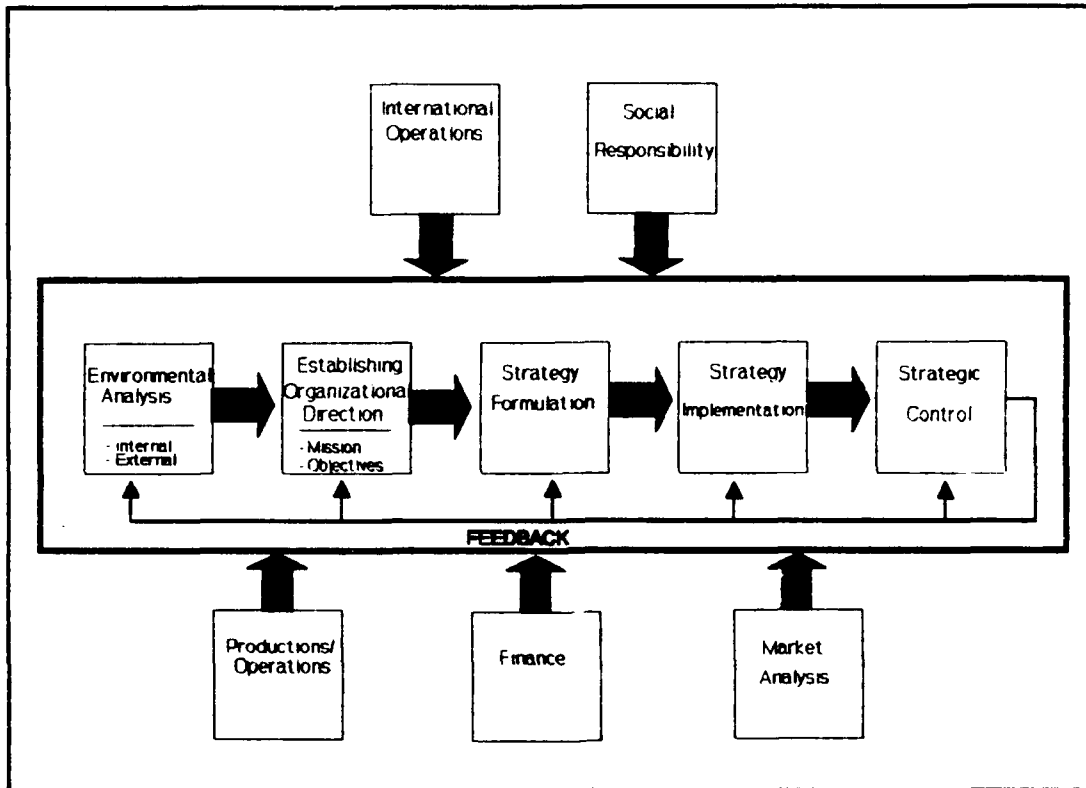 International
Operations
Social
Responsibility
Environmental
Analysis
- Internal
- External
Establishing
Organizational
Direction
- Mission
- Objectives
Strategy
Formulation
Strategy
Implementation
Strategic
Control
FEEDBACK
Productions/
Operations
Finance
Market
Analysis